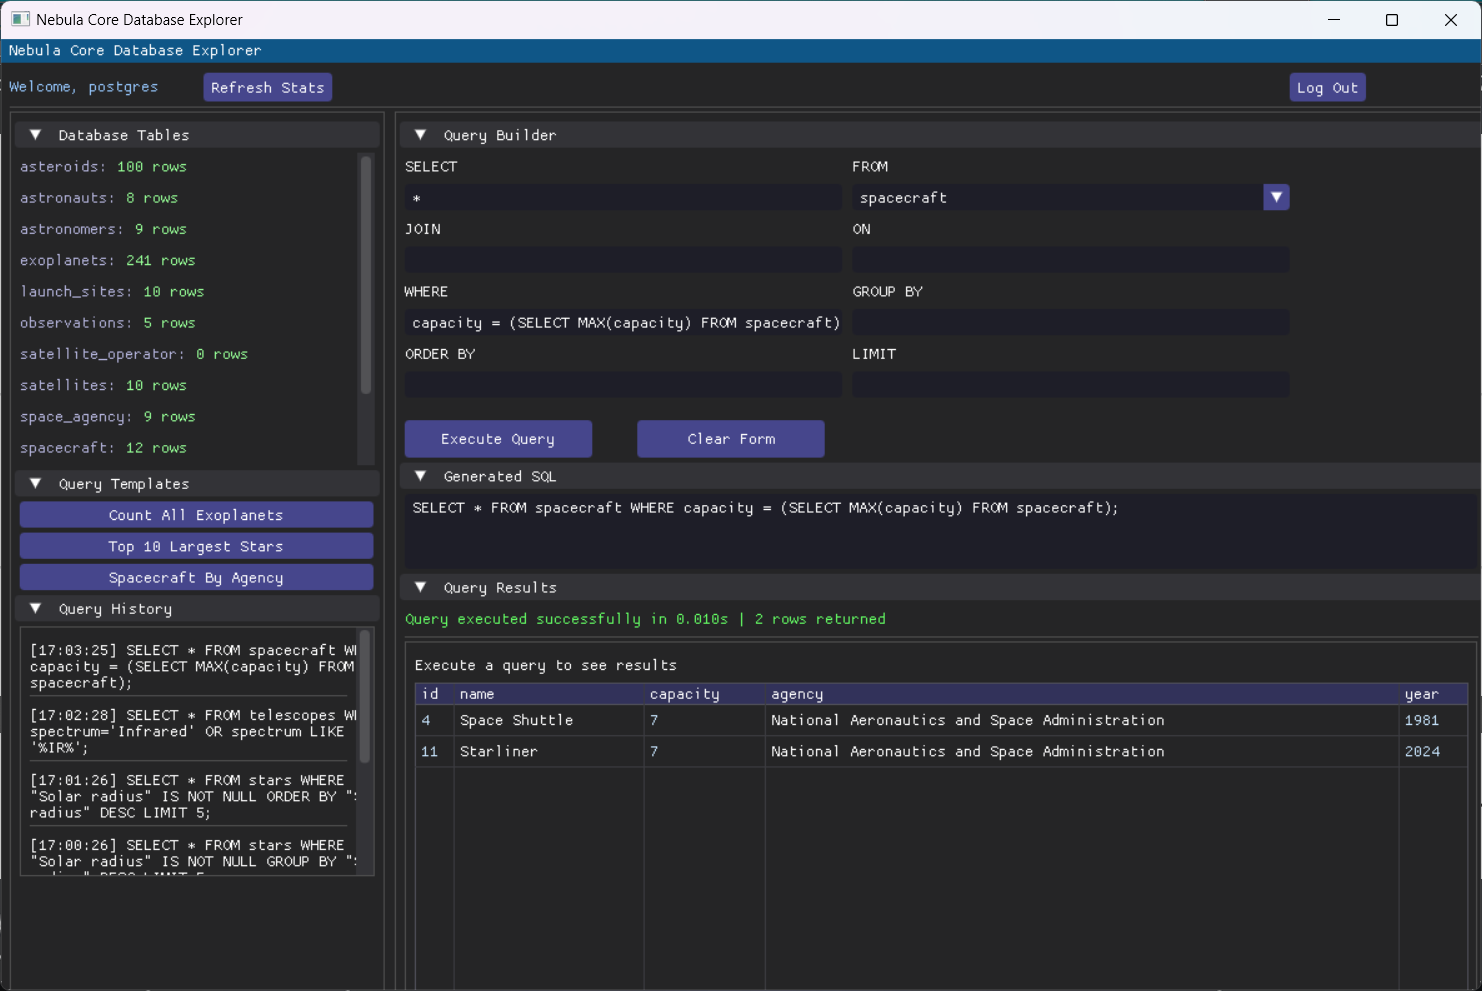 Nebula Core Database Explorer
Nebula Core Database Explorer
Welcome, postgres
Refresh Stats
Log Out
Database Tables
asteroids: 100 rows
astronauts: 8 rows
astronomers: 9 rows
exoplanets: 241 rows
launch_sites: 10 rows
observations: 5 rows
satellite_operator: 0 rows
satellites: 10 rows
space_agency: 9 rows
spacecraft: 12 rows
Query Templates
Count All Exoplanets
Top 10 Largest Stars
Spacecraft By Agency
Query History
[17:03:25] SELECT * FROM spacecraft WH
capacity = (SELECT MAX(capacity) FROM
spacecraft);
[17:02:28] SELECT * FROM telescopes WH
spectrum='Infrared' OR spectrum LIKE
'%IR%';
[17:01:26] SELECT * FROM stars WHERE
"Solar radius" IS NOT NULL ORDER BY "S
radius" DESC LIMIT 5;
[17:00:26] SELECT * FROM stars WHERE
"Solar radius" IS NOT NULL GROUP BY "S
Query Builder
SELECT
FROM
*
spacecraft
JOIN
ON
WHERE
GROUP BY
capacity = (SELECT MAX(capacity) FROM spacecraft)
ORDER BY
LIMIT
Execute Query
Clear Form
Generated SQL
SELECT * FROM spacecraft WHERE capacity = (SELECT MAX(capacity) FROM spacecraft);
Query Results
Query executed successfully in 0.010s | 2 rows returned
Execute a query to see results
id name capacity agency year
4 Space Shuttle 7 National Aeronautics and Space Administration 1981
11 Starliner 7 National Aeronautics and Space Administration 2024